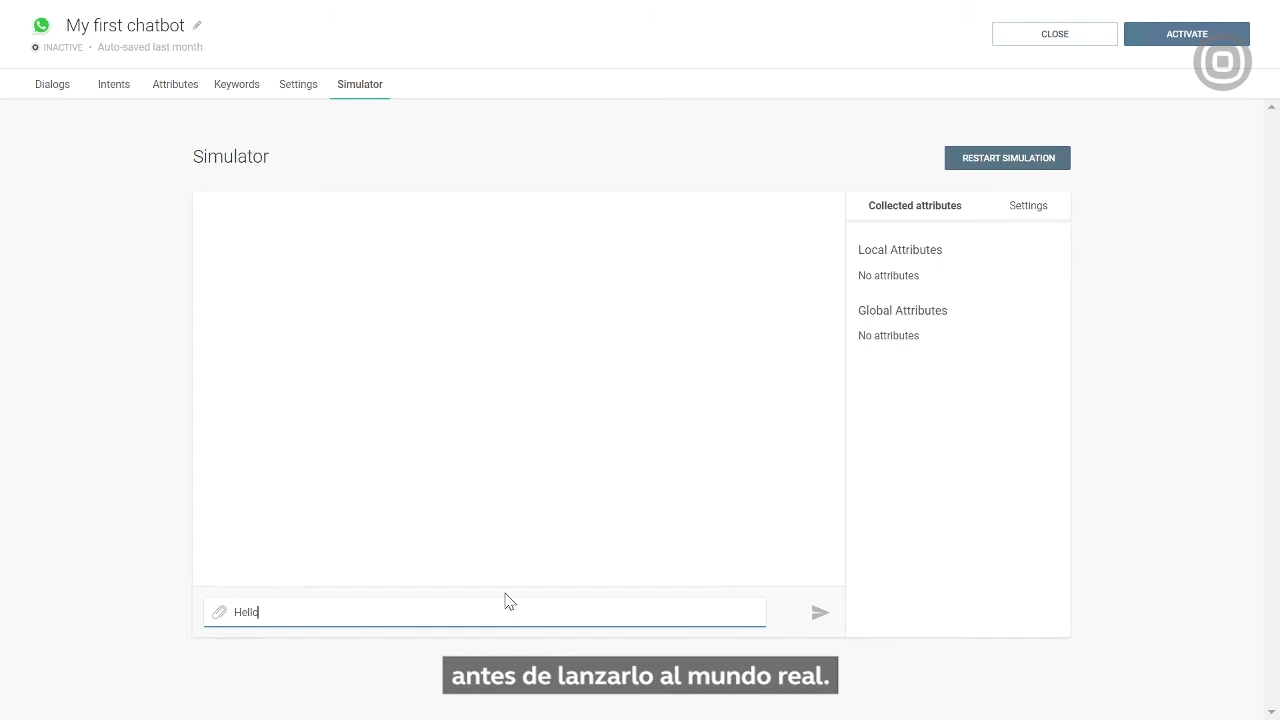 My first chatbot
INACTIVE • Auto-saved last month
CLOSE
ACTIVATE
Dialogs Intents Attributes Keywords Settings Simulator
Simulator
RESTART SIMULATION
Collected attributes Settings
Local Attributes
No attributes
Global Attributes
No attributes
Hello
antes de lanzarlo al mundo real.